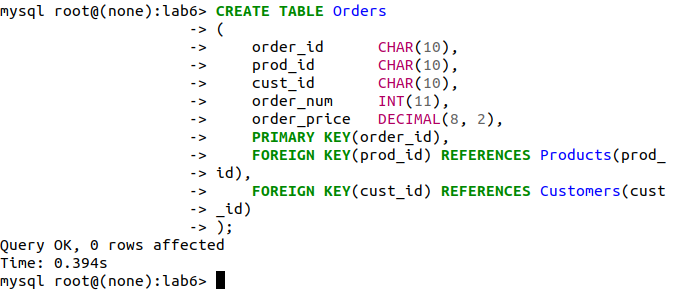 mysql root@(none):lab6> CREATE TABLE Orders
-> (
->     order_id      CHAR(10),
->     prod_id       CHAR(10),
->     cust_id       CHAR(10),
->     order_num     INT(11),
->     order_price   DECIMAL(8, 2),
->     PRIMARY KEY(order_id),
->     FOREIGN KEY(prod_id) REFERENCES Products(prod_
-> id),
->     FOREIGN KEY(cust_id) REFERENCES Customers(cust
-> _id)
-> );
Query OK, 0 rows affected
Time: 0.394s
mysql root@(none):lab6>